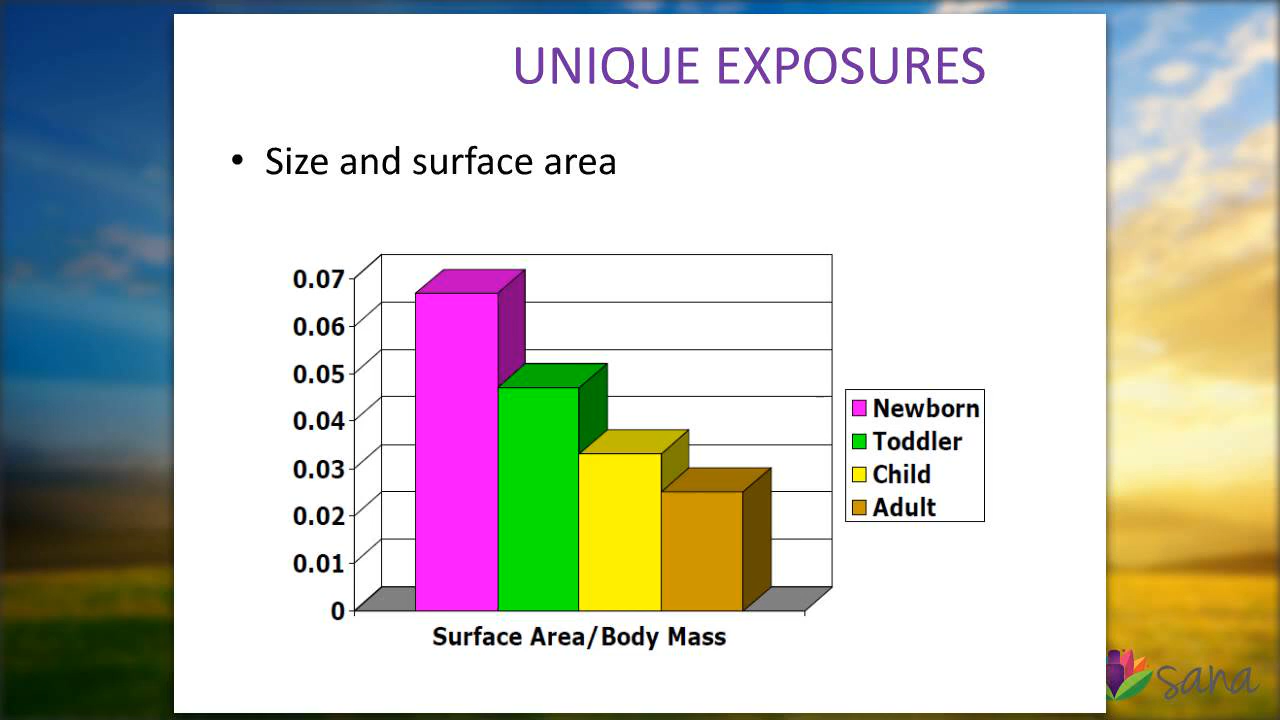 UNIQUE EXPOSURES
• Size and surface area
0.07
0.06
0.05
0.04
0.03
0.02
0.01
0
Newborn
Toddler
Child
Adult
Surface Area/Body Mass
sana